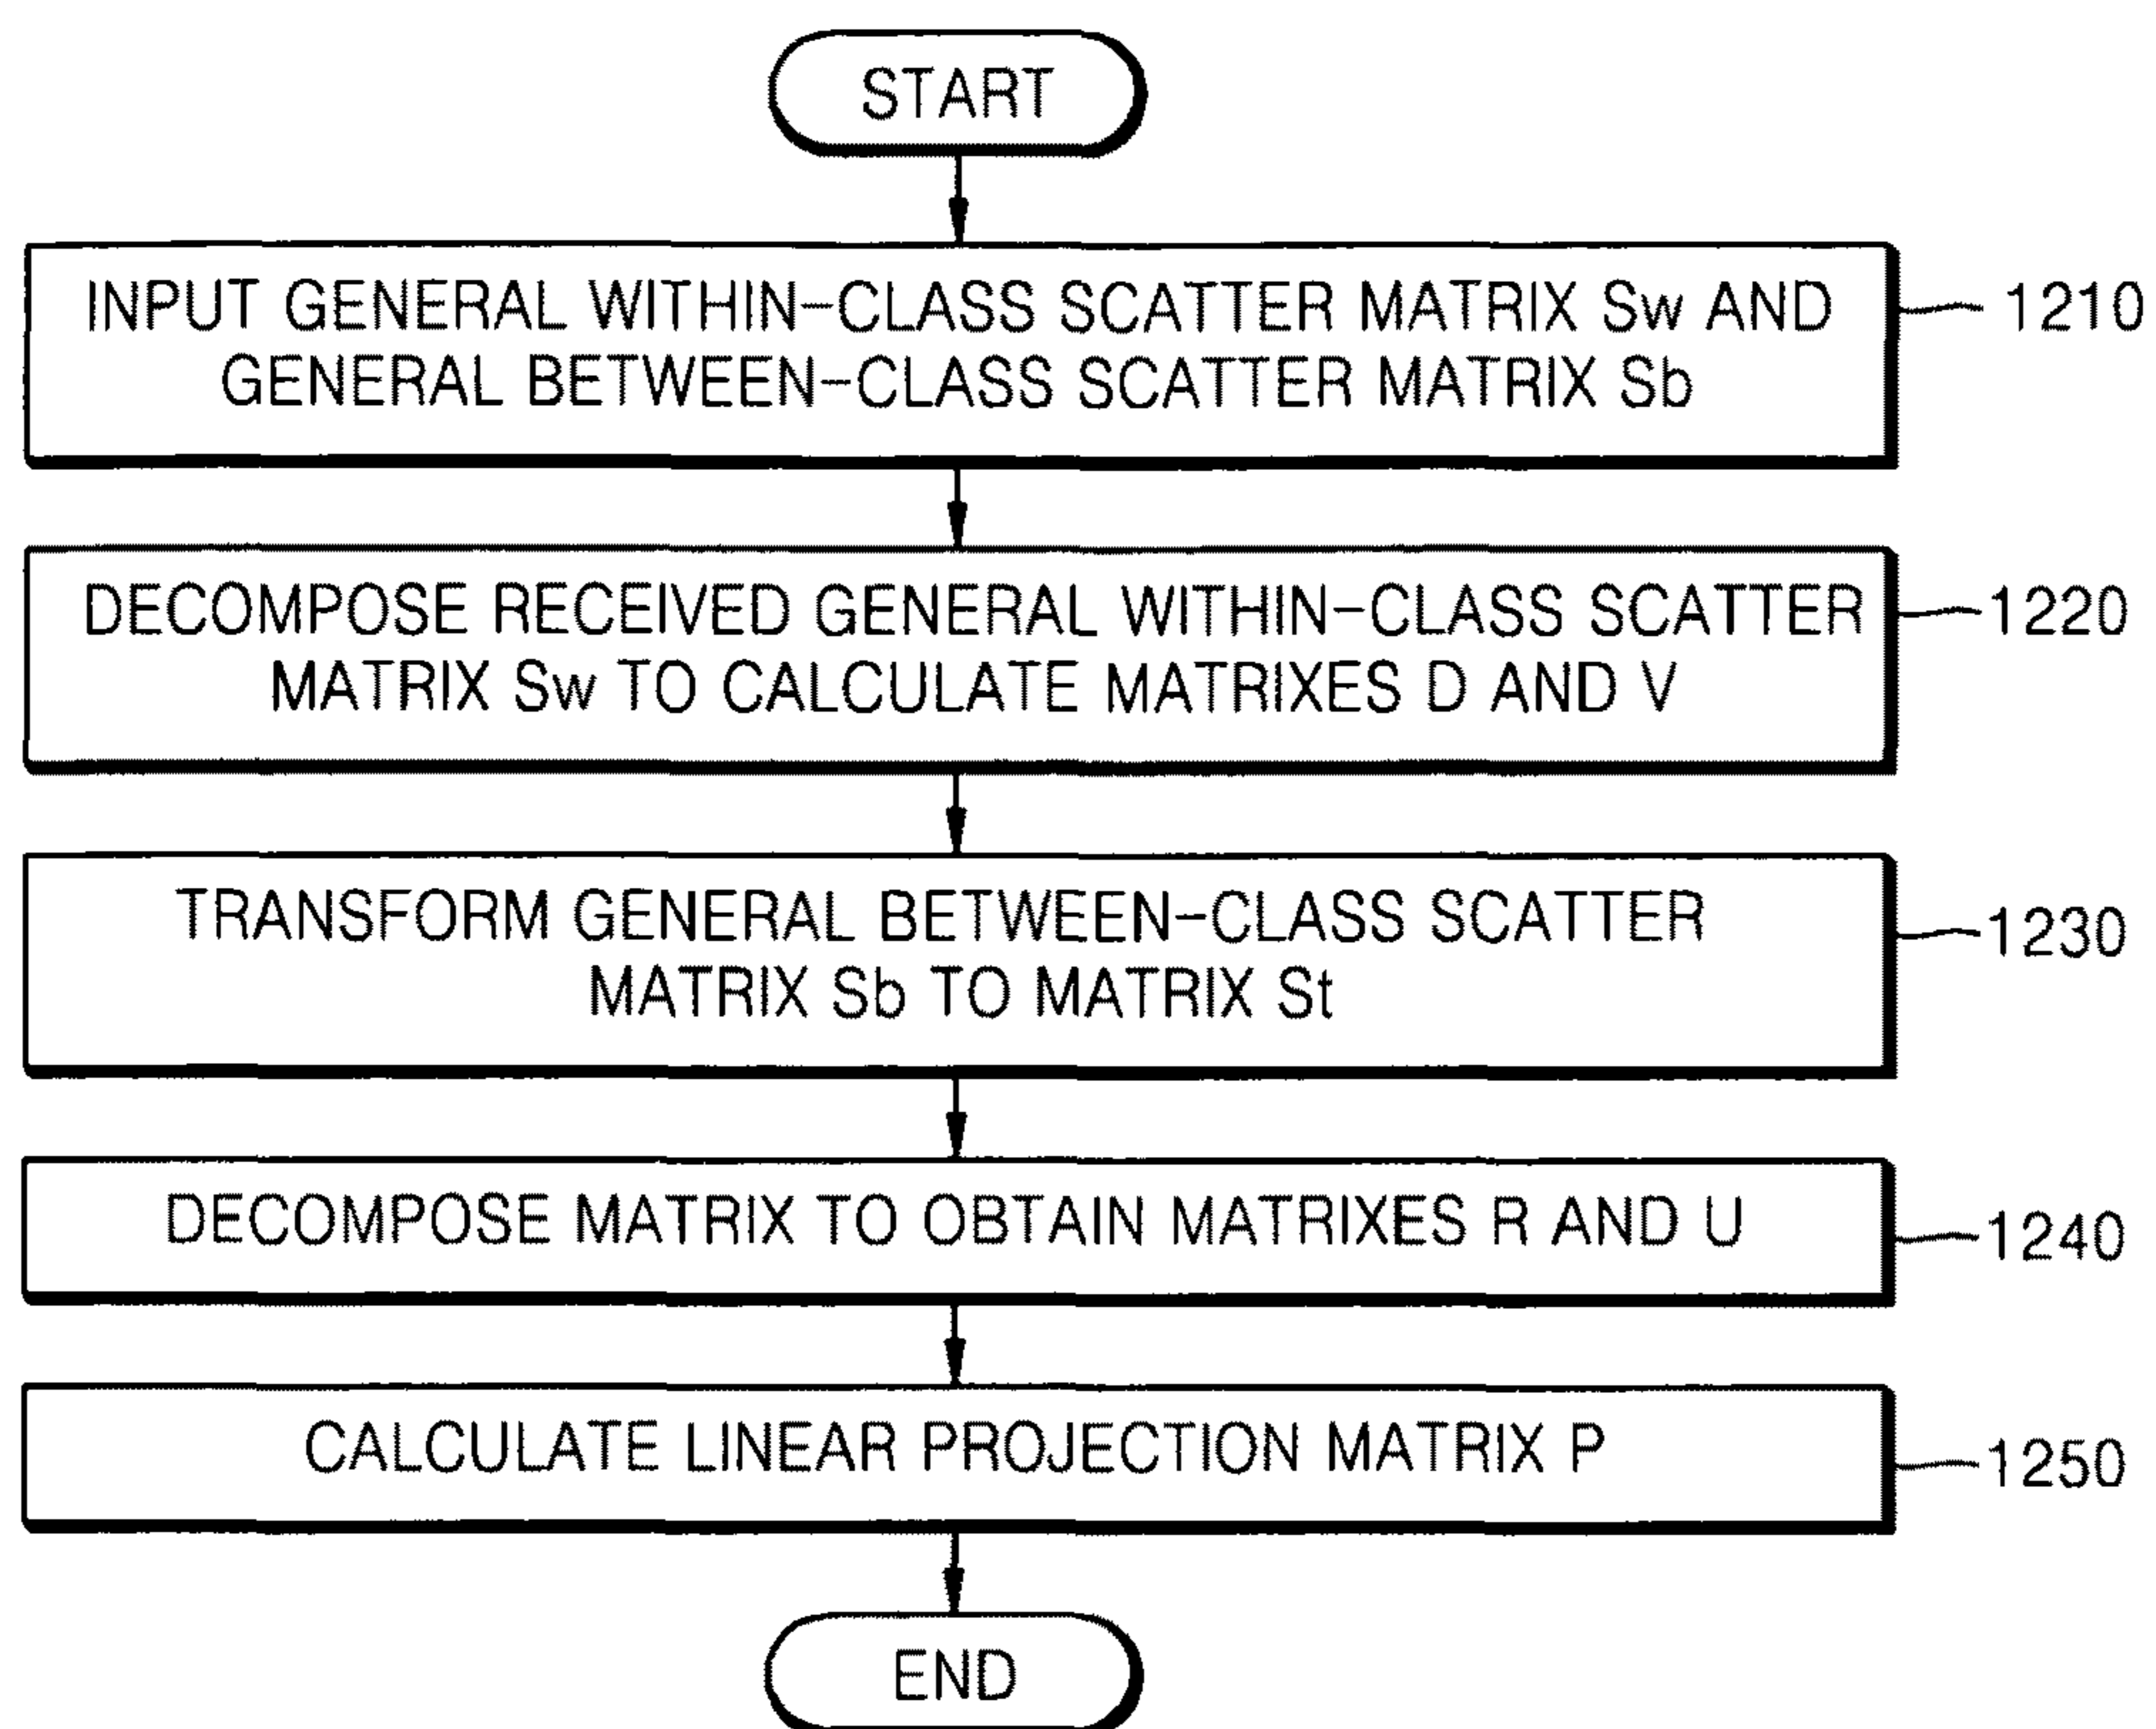 START
INPUT GENERAL WITHIN-CLASS SCATTER MATRIX Sw AND
GENERAL BETWEEN-CLASS SCATTER MATRIX Sb
1210
DECOMPOSE RECEIVED GENERAL WITHIN-CLASS SCATTER
MATRIX Sw TO CALCULATE MATRIXES D AND V
1220
TRANSFORM GENERAL BETWEEN-CLASS SCATTER
MATRIX Sb TO MATRIX St
1230
DECOMPOSE MATRIX TO OBTAIN MATRIXES R AND U
1240
CALCULATE LINEAR PROJECTION MATRIX P
1250
END